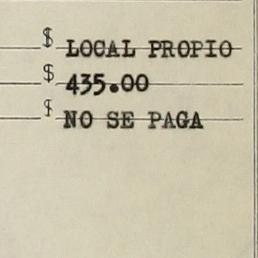 $ LOCAL PROPIO
$ 435.00
$ NO SE PAGA